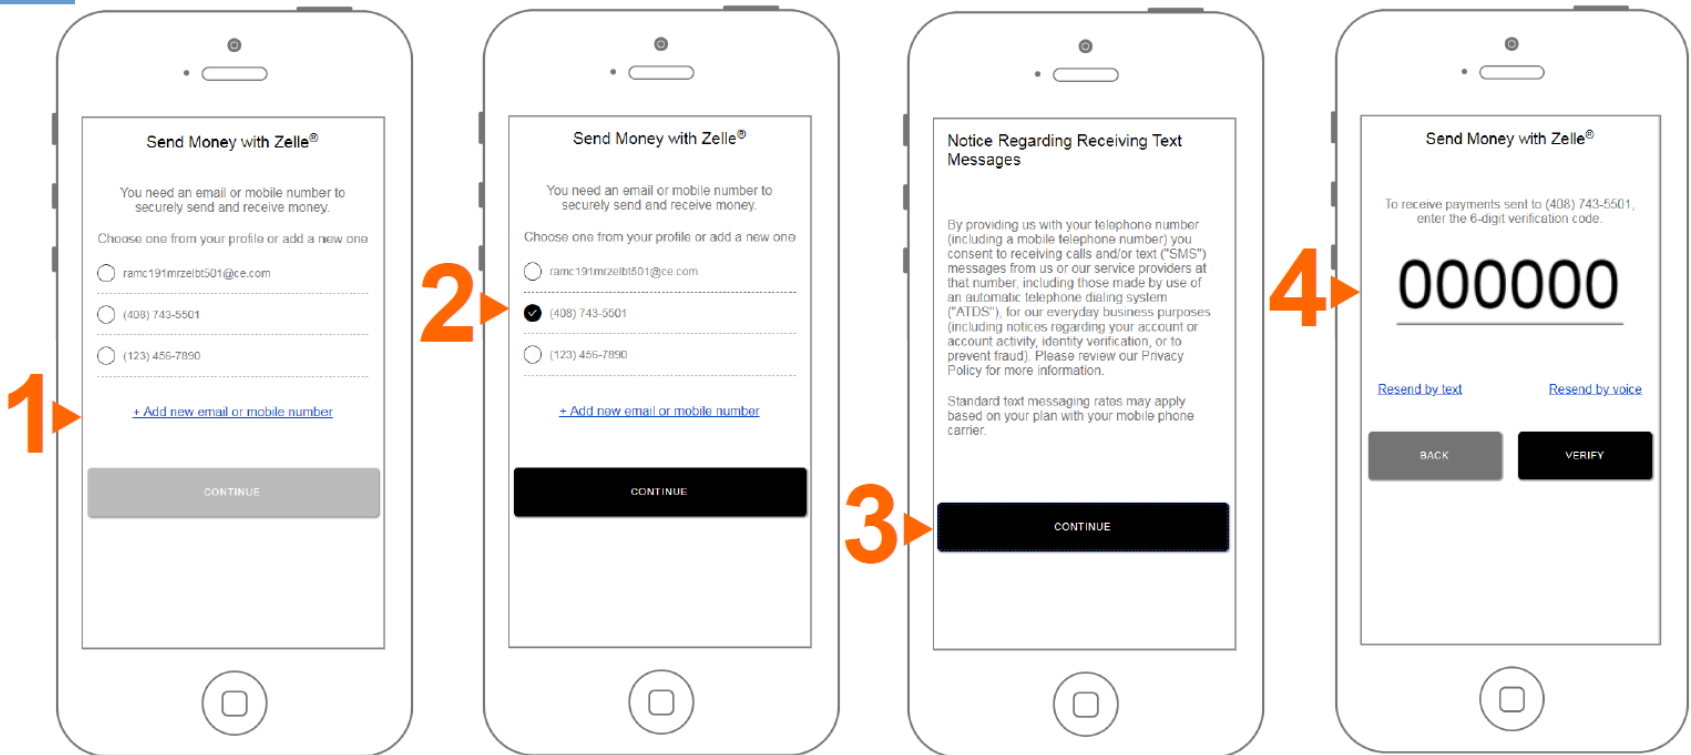 1
Send Money with Zelle®
You need an email or mobile number to
securely send and receive money.
Choose one from your profile or add a new one
ramc191mrzelbt501@ce.com
(408) 743-5501
(123) 456-7890
+ Add new email or mobile number
CONTINUE
2
Send Money with Zelle®
You need an email or mobile number to
securely send and receive money.
Choose one from your profile or add a new one
ramc191mrzelbt501@ce.com
(408) 743-5501
(123) 456-7890
+ Add new email or mobile number
CONTINUE
3
Notice Regarding Receiving Text
Messages
By providing us with your telephone number
(including a mobile telephone number) you
consent to receiving calls and/or text ("SMS")
messages from us or our service providers at
that number, including those made by use of
an automatic telephone dialing system
("ATDS"), for our everyday business purposes
(including notices regarding your account or
account activity, identity verification, or to
prevent fraud). Please review our Privacy
Policy for more information.
Standard text messaging rates may apply
based on your plan with your mobile phone
carrier.
CONTINUE
4
Send Money with Zelle®
To receive payments sent to (408) 743-5501,
enter the 6-digit verification code.
000000
Resend by text
Resend by voice
BACK
VERIFY